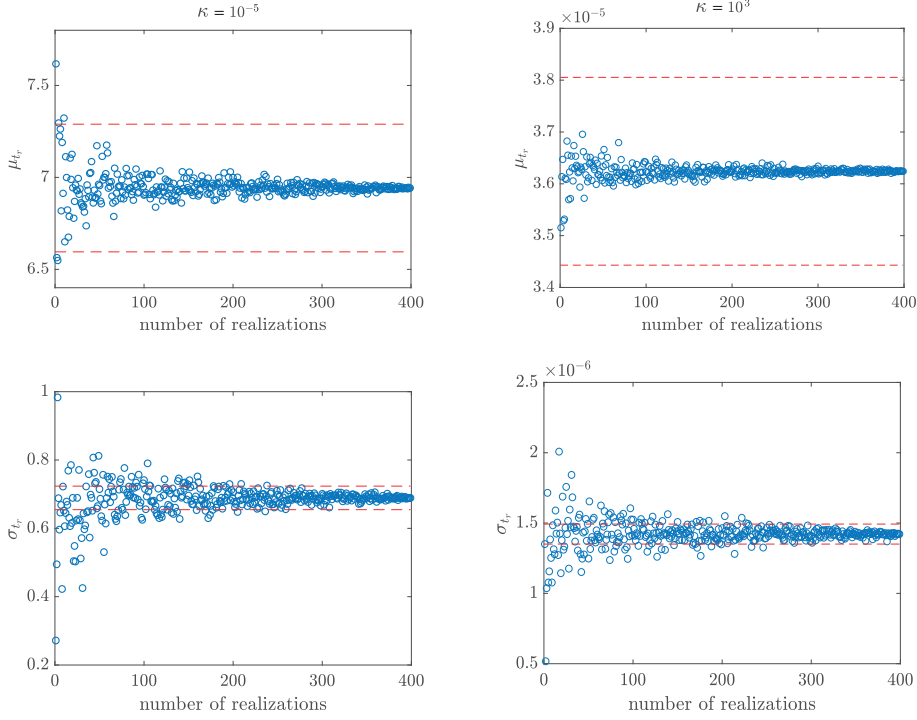 κ = 10⁻⁵
7.5
7
6.5
μ_{t_r}
0 100 200 300 400
number of realizations
κ = 10³
×10⁻⁵
3.9
3.8
3.7
3.6
3.5
3.4
μ_{t_r}
0 100 200 300 400
number of realizations
1
0.8
0.6
0.4
0.2
σ_{t_r}
0 100 200 300 400
number of realizations
×10⁻⁶
2.5
2
1.5
1
0.5
σ_{t_r}
0 100 200 300 400
number of realizations